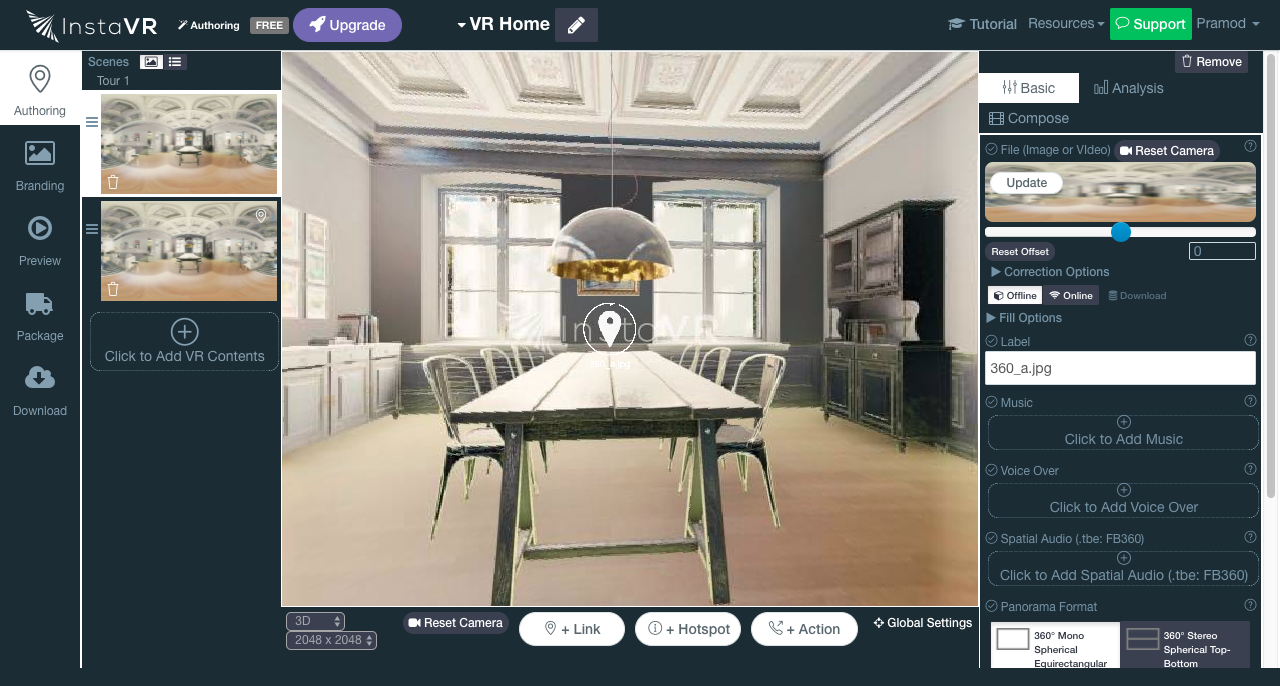 InstaVR
Authoring
FREE
Upgrade
VR Home
Tutorial
Resources
Support
Pramod
Authoring
Branding
Preview
Package
Download
Scenes
Tour 1
Click to Add VR Contents
InstaVR
3D
2048 x 2048
Reset Camera
+ Link
+ Hotspot
+ Action
Global Settings
Remove
Basic
Analysis
Compose
File (Image or VIdeo)
Reset Camera
Update
Reset Offset
0
Correction Options
Offline
Online
Download
Fill Options
Label
360_a.jpg
Music
Click to Add Music
Voice Over
Click to Add Voice Over
Spatial Audio (.tbe: FB360)
Click to Add Spatial Audio (.tbe: FB360)
Panorama Format
360° Mono
Spherical
Equirectangular
360° Stereo
Spherical Top-
Bottom